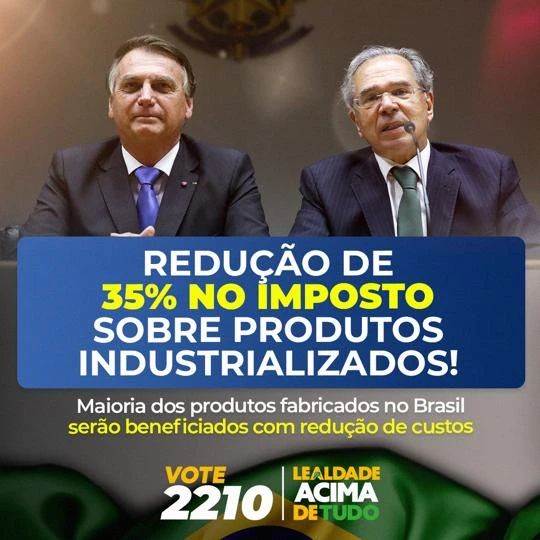 REDUÇÃO DE
35% NO IMPOSTO
SOBRE PRODUTOS
INDUSTRIALIZADOS!
Maioria dos produtos fabricados no Brasil
serão beneficiados com redução de custos
VOTE
2210
LEALDADE
ACIMA
DE TUDO